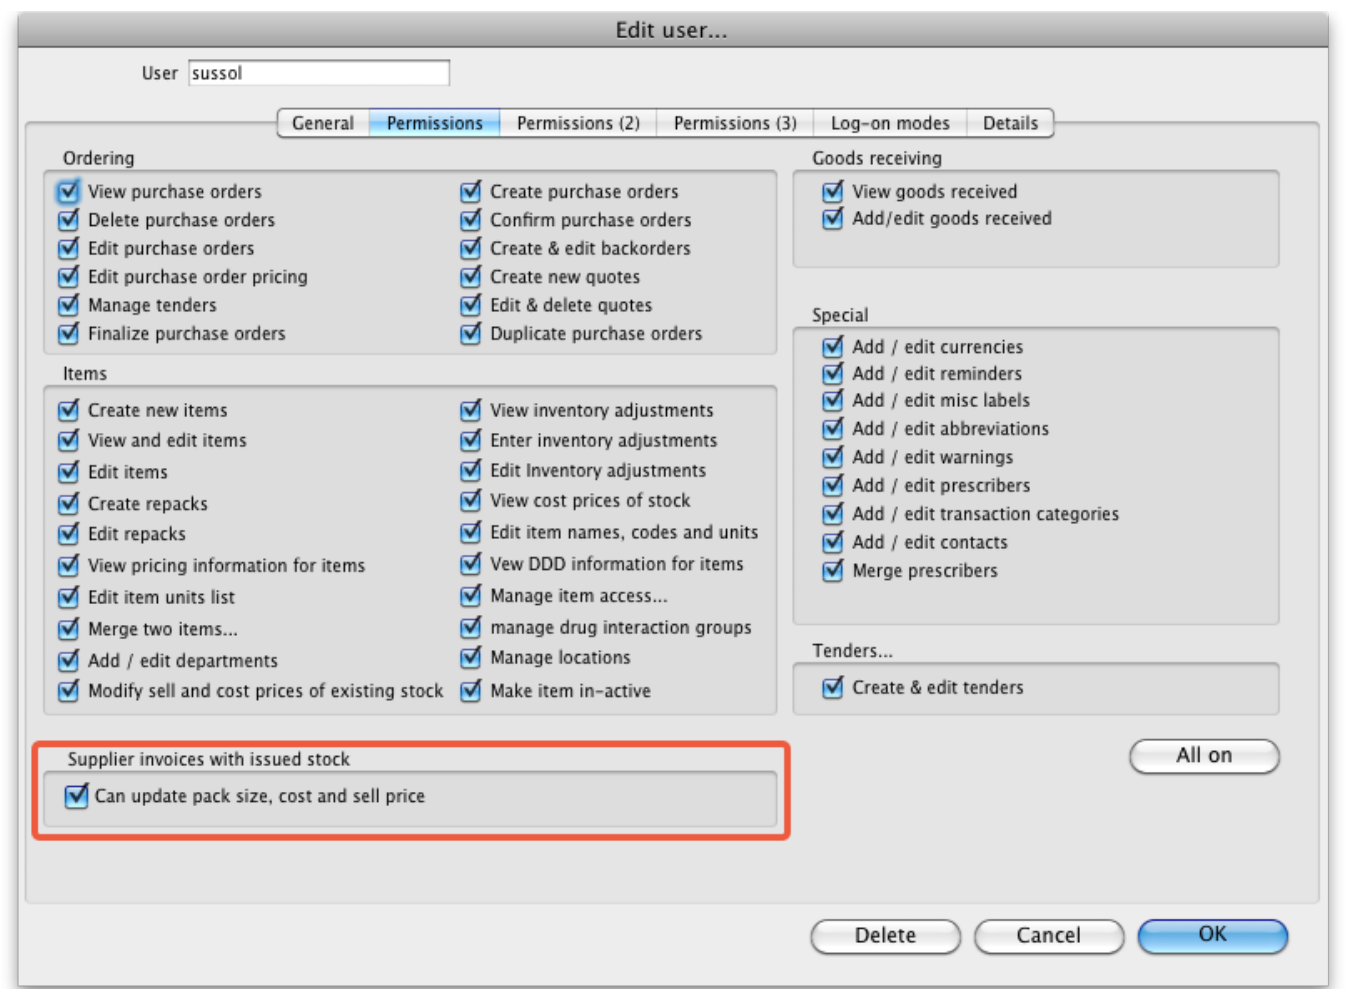 Edit user...
User sussol
General Permissions Permissions (2) Permissions (3) Log-on modes Details
Ordering
View purchase orders
Delete purchase orders
Edit purchase orders
Edit purchase order pricing
Manage tenders
Finalize purchase orders
Create purchase orders
Confirm purchase orders
Create & edit backorders
Create new quotes
Edit & delete quotes
Duplicate purchase orders
Items
Create new items
View and edit items
Edit items
Create repacks
Edit repacks
View pricing information for items
Edit item units list
Merge two items...
Add / edit departments
Modify sell and cost prices of existing stock
View inventory adjustments
Enter inventory adjustments
Edit Inventory adjustments
View cost prices of stock
Edit item names, codes and units
Vew DDD information for items
Manage item access...
manage drug interaction groups
Manage locations
Make item in-active
Supplier invoices with issued stock
Can update pack size, cost and sell price
Goods receiving
View goods received
Add/edit goods received
Special
Add / edit currencies
Add / edit reminders
Add / edit misc labels
Add / edit abbreviations
Add / edit warnings
Add / edit prescribers
Add / edit transaction categories
Add / edit contacts
Merge prescribers
Tenders...
Create & edit tenders
All on
Delete Cancel OK